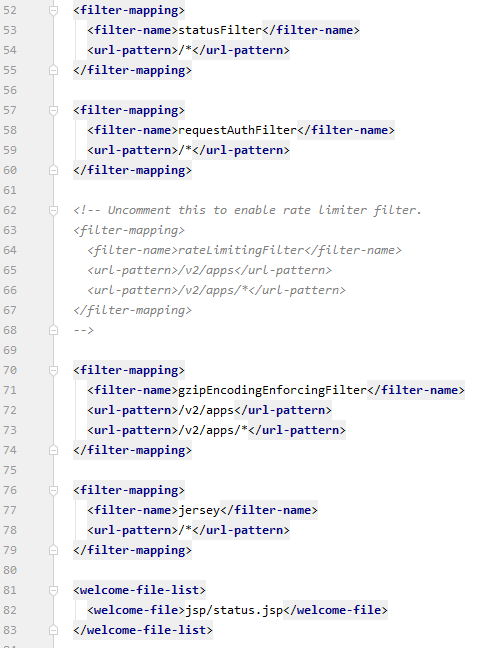 52 <filter-mapping>
53 <filter-name>statusFilter</filter-name>
54 <url-pattern>/*</url-pattern>
55 </filter-mapping>
56
57 <filter-mapping>
58 <filter-name>requestAuthFilter</filter-name>
59 <url-pattern>/*</url-pattern>
60 </filter-mapping>
61
62 <!-- Uncomment this to enable rate limiter filter.
63 <filter-mapping>
64 <filter-name>rateLimitingFilter</filter-name>
65 <url-pattern>/v2/apps</url-pattern>
66 <url-pattern>/v2/apps/*</url-pattern>
67 </filter-mapping>
68 -->
69
70 <filter-mapping>
71 <filter-name>gzipEncodingEnforcingFilter</filter-name>
72 <url-pattern>/v2/apps</url-pattern>
73 <url-pattern>/v2/apps/*</url-pattern>
74 </filter-mapping>
75
76 <filter-mapping>
77 <filter-name>jersey</filter-name>
78 <url-pattern>/*</url-pattern>
79 </filter-mapping>
80
81 <welcome-file-list>
82 <welcome-file>jsp/status.jsp</welcome-file>
83 </welcome-file-list>